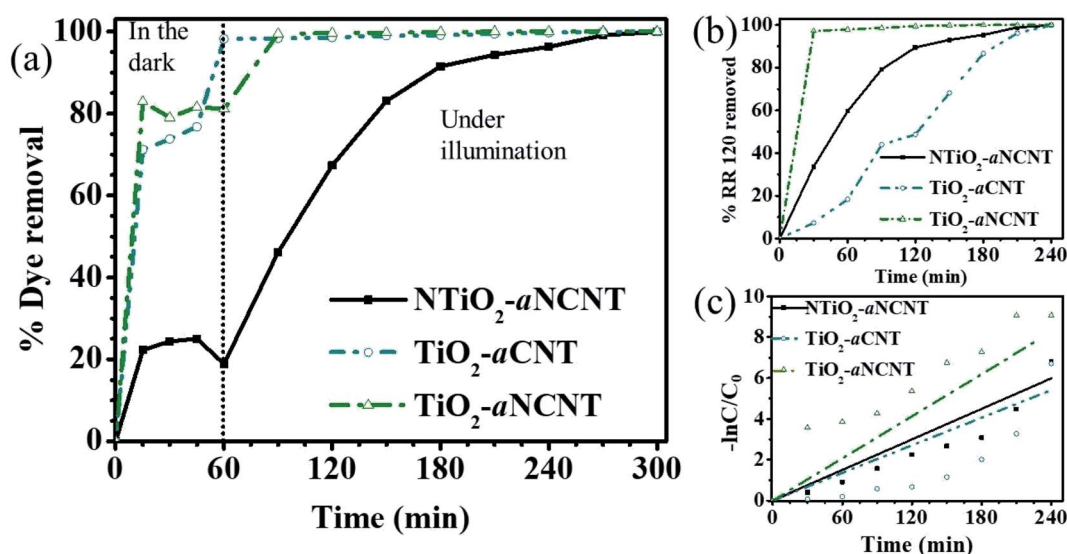 (a)
In the
dark
Under
illumination
% Dye removal
100
80
60
40
20
0
NTiO₂-aNCNT
TiO₂-aCNT
TiO₂-aNCNT
0 60 120 180 240 300
Time (min)
(b)
% RR 120 removed
100
80
60
40
20
0
NTiO₂-aNCNT
TiO₂-aCNT
TiO₂-aNCNT
0 60 120 180 240
Time (min)
(c)
-lnC/C₀
10
8
6
4
2
0
NTiO₂-aNCNT
TiO₂-aCNT
TiO₂-aNCNT
0 60 120 180 240
Time (min)